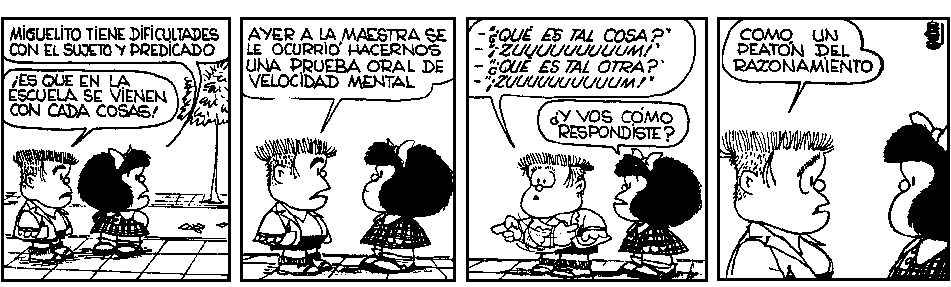 MIGUELITO TIENE DIFICULTADES
CON EL SUJETO Y PREDICADO
¡ES QUE EN LA
ESCUELA SE VIENEN
CON CADA COSAS!
AYER A LA MAESTRA SE
LE OCURRIÓ HACERNOS
UNA PRUEBA ORAL DE
VELOCIDAD MENTAL
-"¿QUÉ ES TAL COSA?"
-"¡ZUUUUUUUUUM!"
-"¿QUÉ ES TAL OTRA?"
-"¡ZUUUUUUUUUM!"
¿Y VOS CÓMO
RESPONDISTE?
COMO UN
PEATÓN DEL
RAZONAMIENTO